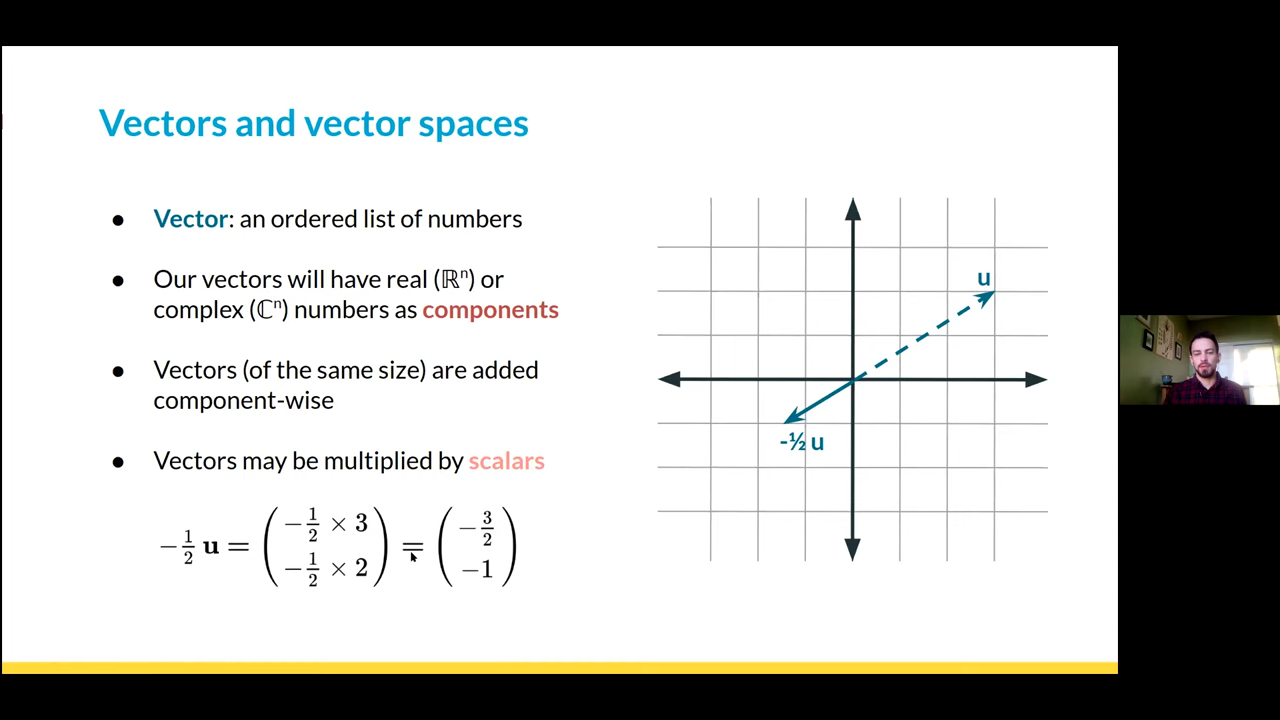 Vectors and vector spaces
● Vector: an ordered list of numbers
● Our vectors will have real (ℝⁿ) or
complex (ℂⁿ) numbers as components
● Vectors (of the same size) are added
component-wise
● Vectors may be multiplied by scalars
-½ u = (-½ × 3 -½ × 2) = (-3/2 -1)
u
-½ u